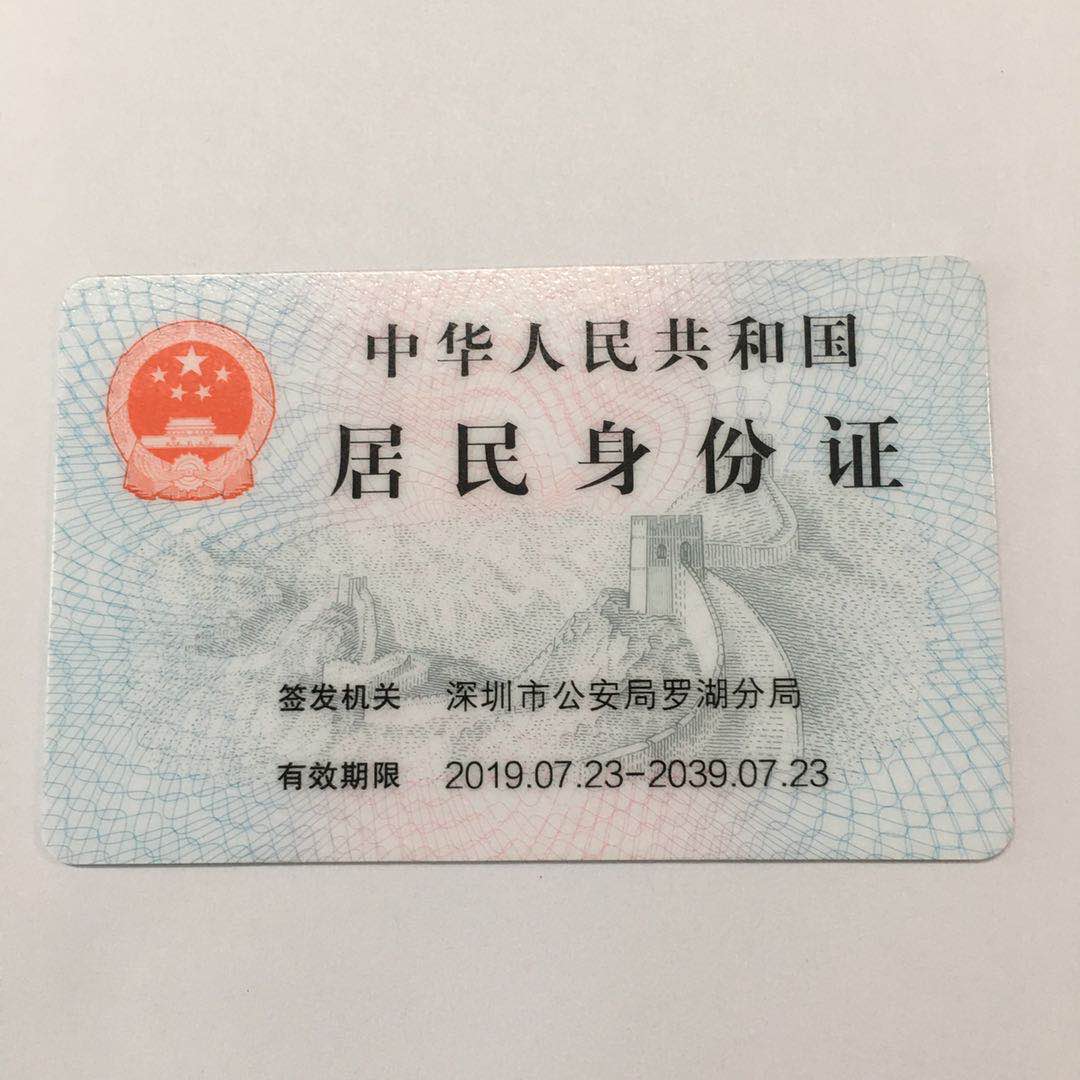 中华人民共和国
居民身份证
签发机关 深圳市公安局罗湖分局
有效期限 2019.07.23-2039.07.23